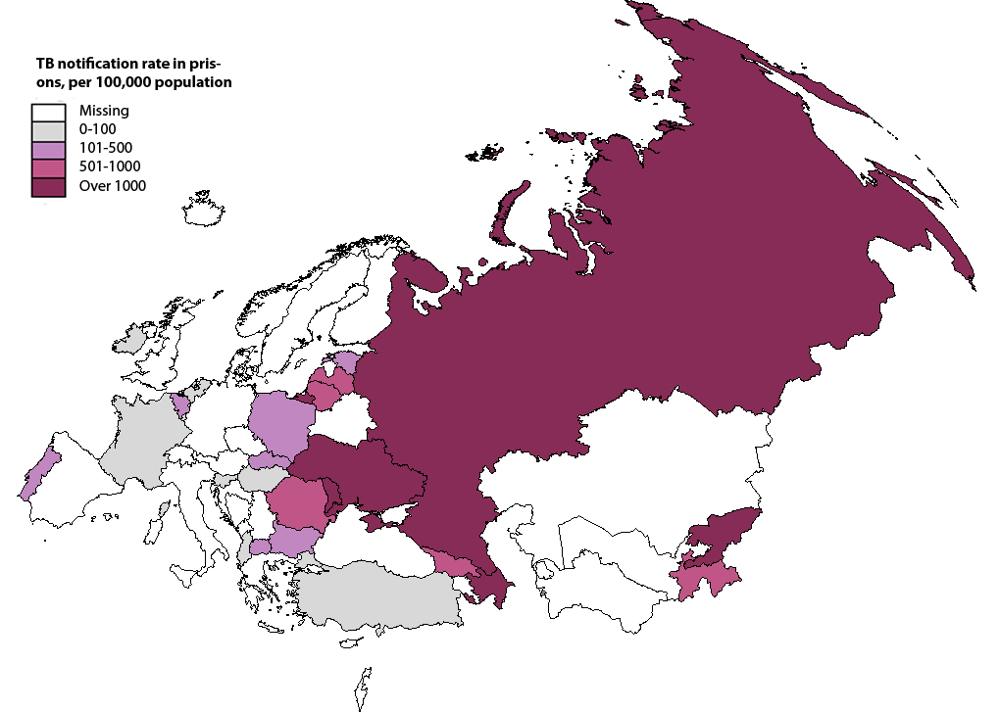 TB notification rate in pris-
ons, per 100,000 population
Missing
0-100
101-500
501-1000
Over 1000